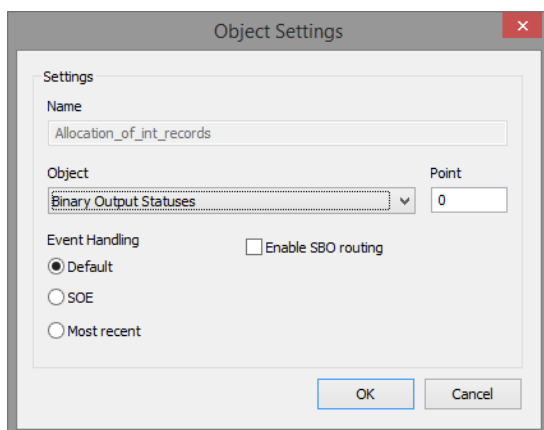 Object Settings
Settings
Name
Allocation_of_int_records
Object
Point
Binary Output Statuses
0
Event Handling
Enable SBO routing
Default
SOE
Most recent
OK
Cancel